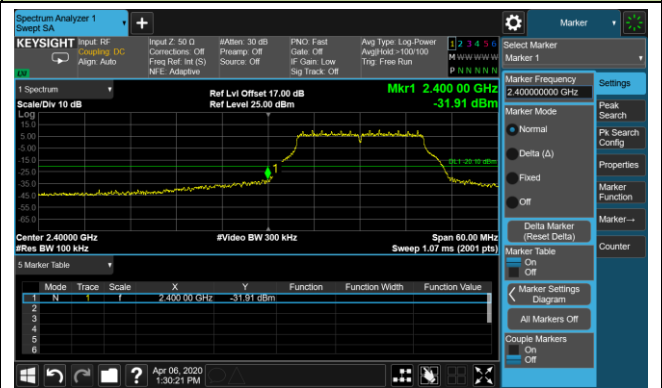 Spectrum Analyzer 1
Swept SA
+
Marker
KEYSIGHT
Input: RF
Coupling: DC
Align: Auto
Input Z: 50 Ω
Corrections: Off
Freq Ref: Int (S)
NFE: Adaptive
#Atten: 30 dB
Preamp: Off
Source: Off
PNO: Fast
Gate: Off
IF Gain: Low
Sig Track: Off
Avg Type: Log-Power
Avg|Hold:>100/100
Trig: Free Run
1 2 3 4 5 6
M W W W W W
P N N N N N
LXI
Select Marker
Marker 1
1 Spectrum
Scale/Div 10 dB
Log
Ref Lvl Offset 17.00 dB
Ref Level 25.00 dBm
Mkr1 2.400 00 GHz
-31.91 dBm
15.0
5.00
-5.00
-15.0
-25.0
-35.0
-45.0
-55.0
-65.0
1
DL1 -20.10 dBm
Center 2.40000 GHz
#Res BW 100 kHz
#Video BW 300 kHz
Span 60.00 MHz
Sweep 1.07 ms (2001 pts)
5 Marker Table
Mode Trace Scale X Y Function Function Width Function Value
1 N 1 f 2.400 00 GHz -31.91 dBm
2
3
4
5
6
Marker Frequency
2.400000000 GHz
Marker Mode
Normal
Delta (Δ)
Fixed
Off
Delta Marker
(Reset Delta)
Marker Table
On
Off
Marker Settings
Diagram
All Markers Off
Couple Markers
On
Off
Settings
Peak
Search
Pk Search
Config
Properties
Marker
Function
Marker→
Counter
?
Apr 06, 2020
1:30:21 PM